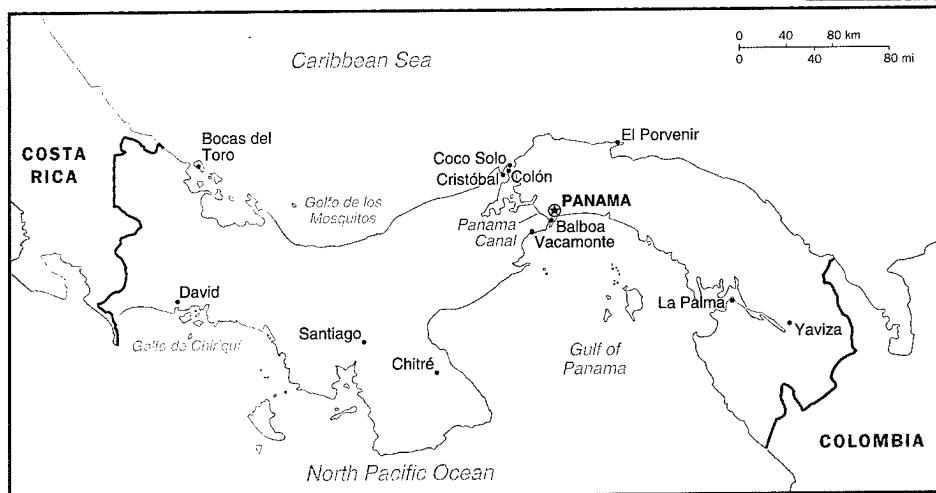 0 40 80 km
0 40 80 mi
Caribbean Sea
COSTA
RICA
Bocas del
Toro
El Porvenir
Coco Solo
Cristóbal
Colón
Golfo de los
Mosquitos
PANAMA
Panama
Canal
Balboa
Vacamonte
David
La Palma
Santiago
Yaviza
Golfo de Chiriquí
Chitré
Gulf of
Panama
COLOMBIA
North Pacific Ocean